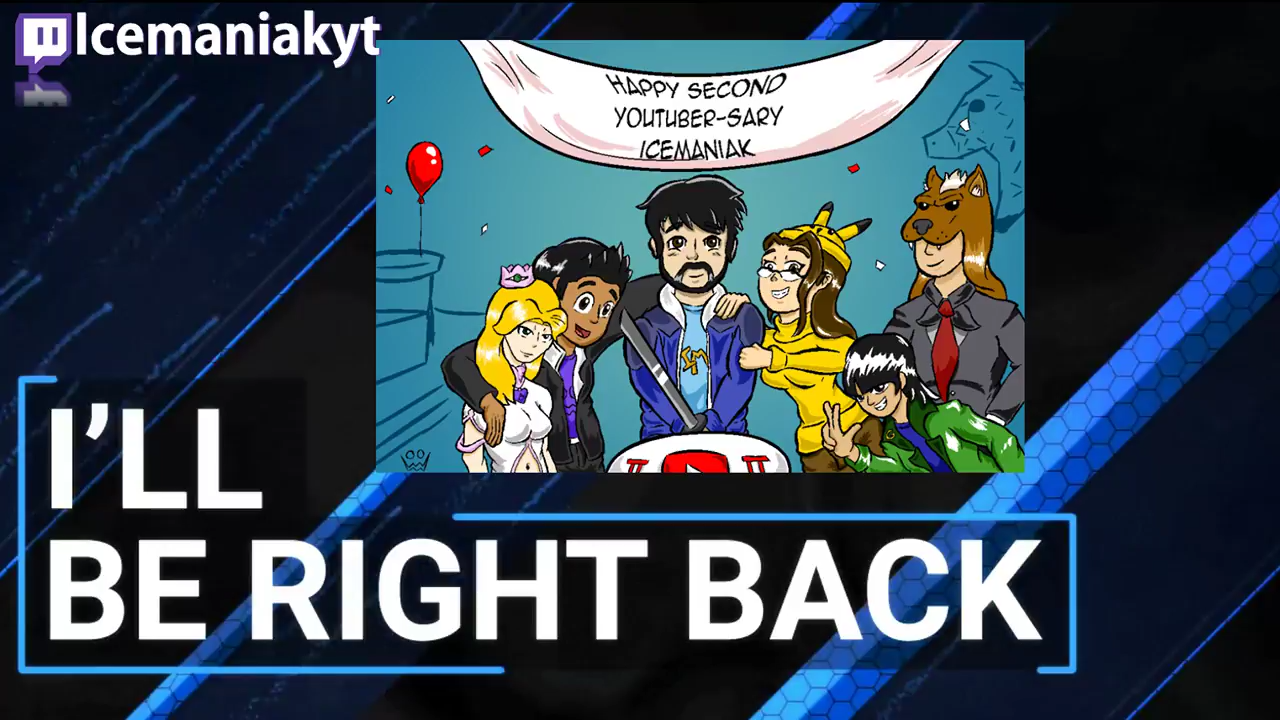 Icemaniakyt
HAPPY SECOND
YOUTUBER-SARY
ICEMANIAK
I'LL
BE RIGHT BACK